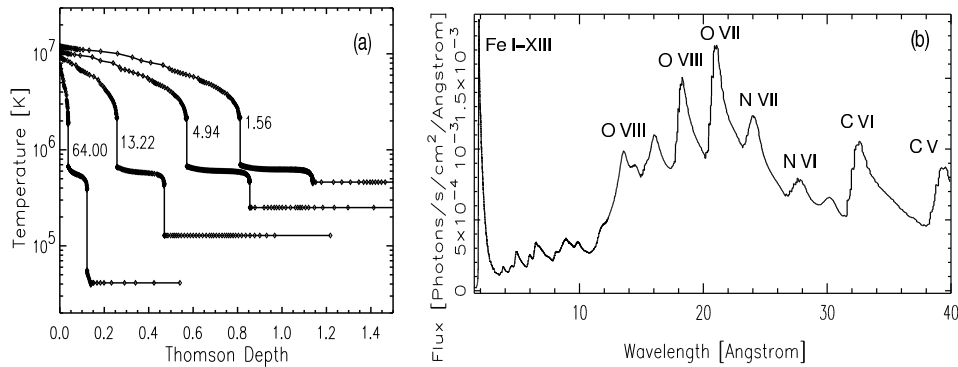 (a)
10^7
10^6
10^5
Temperature [K]
64.00
13.22
4.94
1.56
0.0 0.2 0.4 0.6 0.8 1.0 1.2 1.4
Thomson Depth
(b)
Fe I-XIII
O VIII
O VIII
O VII
N VII
N VI
C VI
C V
Flux [Photons/s/cm^2/Angstrom]
0 5×10^-4 10^-3 1.5×10^-3
10 20 30 40
Wavelength [Angstrom]